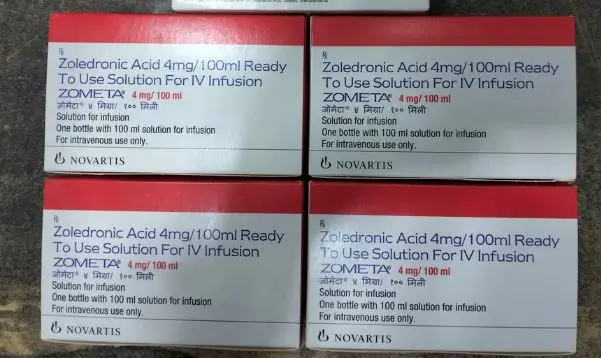 Rx
Zoledronic Acid 4mg/100ml Ready
To Use Solution For IV Infusion
ZOMETA® 4 mg/ 100 ml
जोमेटा® ४ मिग्रा/ १०० मिली
Solution for infusion
One bottle with 100 ml solution for infusion
For intravenous use only.
NOVARTIS
Rx
Zoledronic Acid 4mg/100ml Ready
To Use Solution For IV Infusion
ZOMETA® 4 mg/ 100 ml
जोमेटा® ४ मिग्रा/ १०० मिली
Solution for infusion
One bottle with 100 ml solution for infusion
For intravenous use only.
NOVARTIS
Rx
Zoledronic Acid 4mg/100ml Ready
To Use Solution For IV Infusion
ZOMETA® 4 mg/ 100 ml
जोमेटा® ४ मिग्रा/ १०० मिली
Solution for infusion
One bottle with 100 ml solution for infusion
For intravenous use only.
NOVARTIS
Rx
Zoledronic Acid 4mg/100ml Ready
To Use Solution For IV Infusion
ZOMETA® 4 mg/ 100 ml
जोमेटा® ४ मिग्रा/ १०० मिली
Solution for infusion
One bottle with 100 ml solution for infusion
For intravenous use only.
NOVARTIS